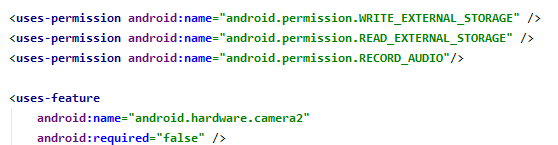 <uses-permission android:name="android.permission.WRITE_EXTERNAL_STORAGE" />
<uses-permission android:name="android.permission.READ_EXTERNAL_STORAGE" />
<uses-permission android:name="android.permission.RECORD_AUDIO"/>
<uses-feature
android:name="android.hardware.camera2"
android:required="false" />